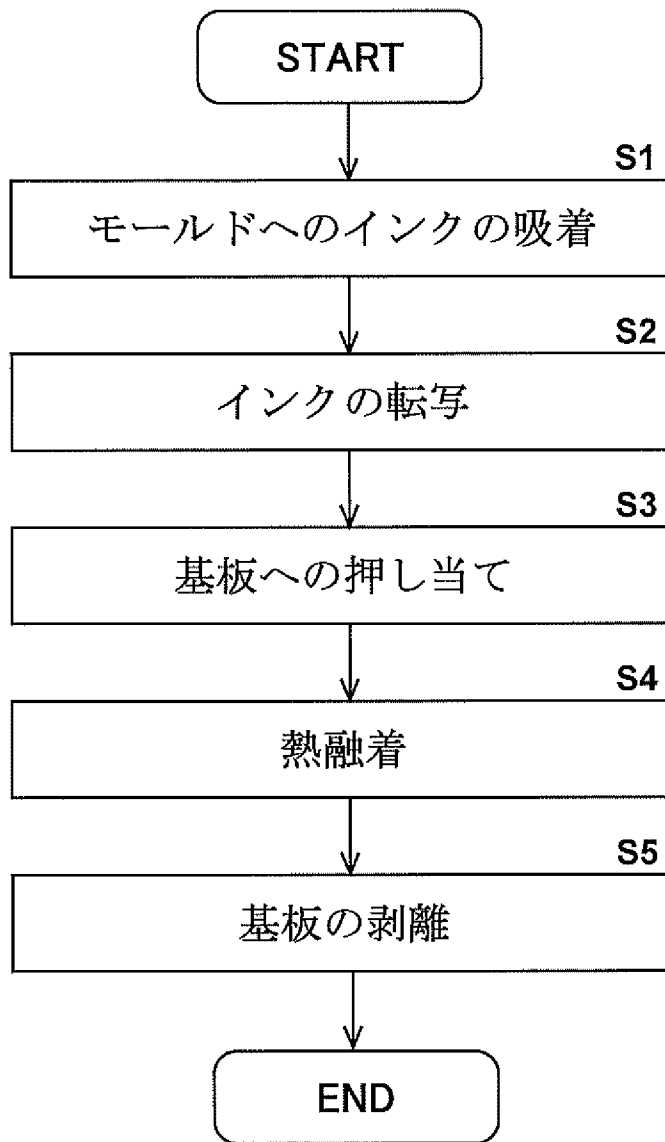 START
S1
モールドへのインクの吸着
S2
インクの転写
S3
基板への押し当て
S4
熱融着
S5
基板の剥離
END